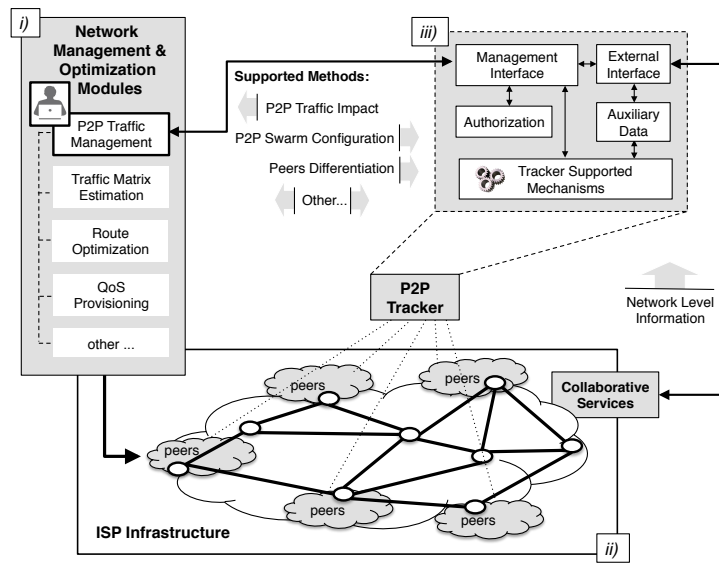 i)
Network
Management &
Optimization
Modules
P2P Traffic
Management
Traffic Matrix
Estimation
Route
Optimization
QoS
Provisioning
other ...
Supported Methods:
P2P Traffic Impact
P2P Swarm Configuration
Peers Differentiation
Other...
iii)
Management
Interface
External
Interface
Authorization
Auxiliary
Data
Tracker Supported
Mechanisms
P2P
Tracker
Network Level
Information
peers
peers
Collaborative
Services
peers
peers
peers
ISP Infrastructure
ii)